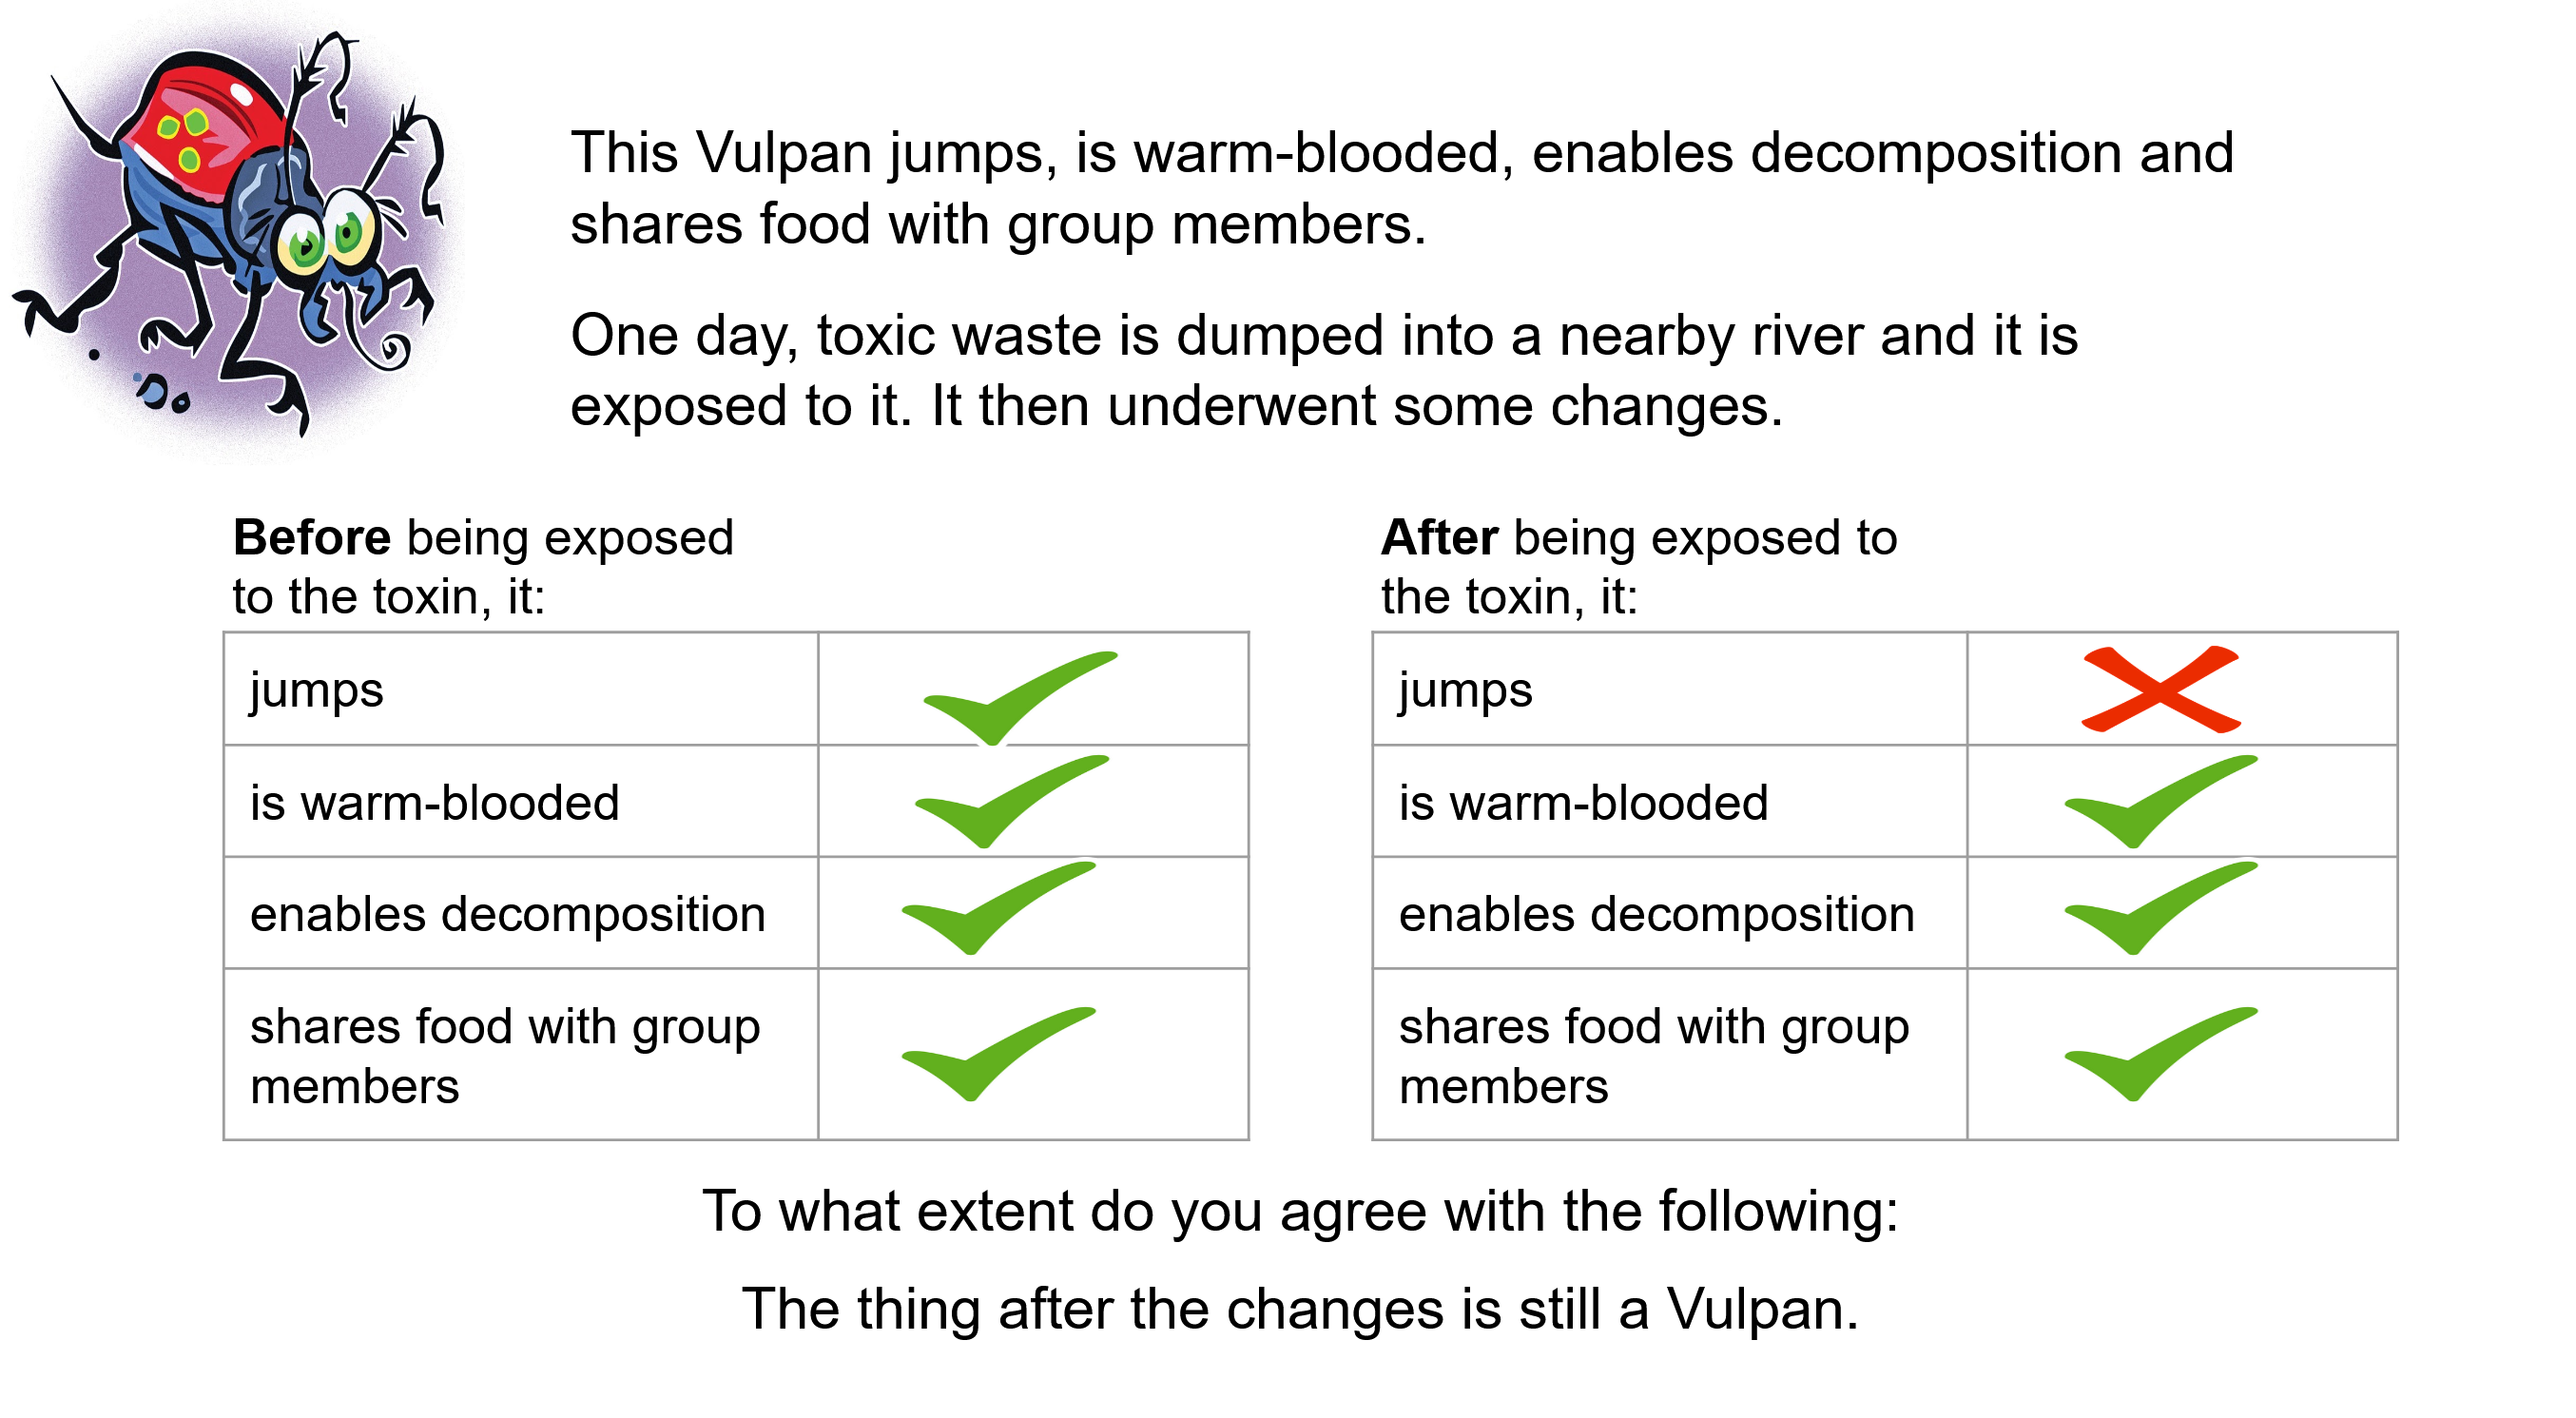 This Vulpan jumps, is warm-blooded, enables decomposition and
shares food with group members.
One day, toxic waste is dumped into a nearby river and it is
exposed to it. It then underwent some changes.
Before being exposed
to the toxin, it:
jumps
is warm-blooded
enables decomposition
shares food with group
members
After being exposed to
the toxin, it:
jumps
is warm-blooded
enables decomposition
shares food with group
members
To what extent do you agree with the following:
The thing after the changes is still a Vulpan.